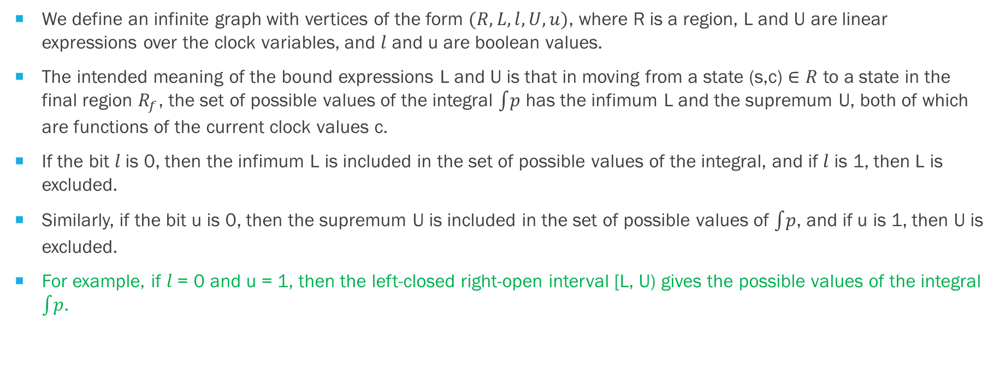 ▪ We define an infinite graph with vertices of the form (R, L, l, U, u), where R is a region, L and U are linear
expressions over the clock variables, and l and u are boolean values.
▪ The intended meaning of the bound expressions L and U is that in moving from a state (s,c) ∈ R to a state in the
final region R_f, the set of possible values of the integral ∫p has the infimum L and the supremum U, both of which
are functions of the current clock values c.
▪ If the bit l is 0, then the infimum L is included in the set of possible values of the integral, and if l is 1, then L is
excluded.
▪ Similarly, if the bit u is 0, then the supremum U is included in the set of possible values of ∫p, and if u is 1, then U is
excluded.
▪ For example, if l = 0 and u = 1, then the left-closed right-open interval [L, U) gives the possible values of the integral
∫p.